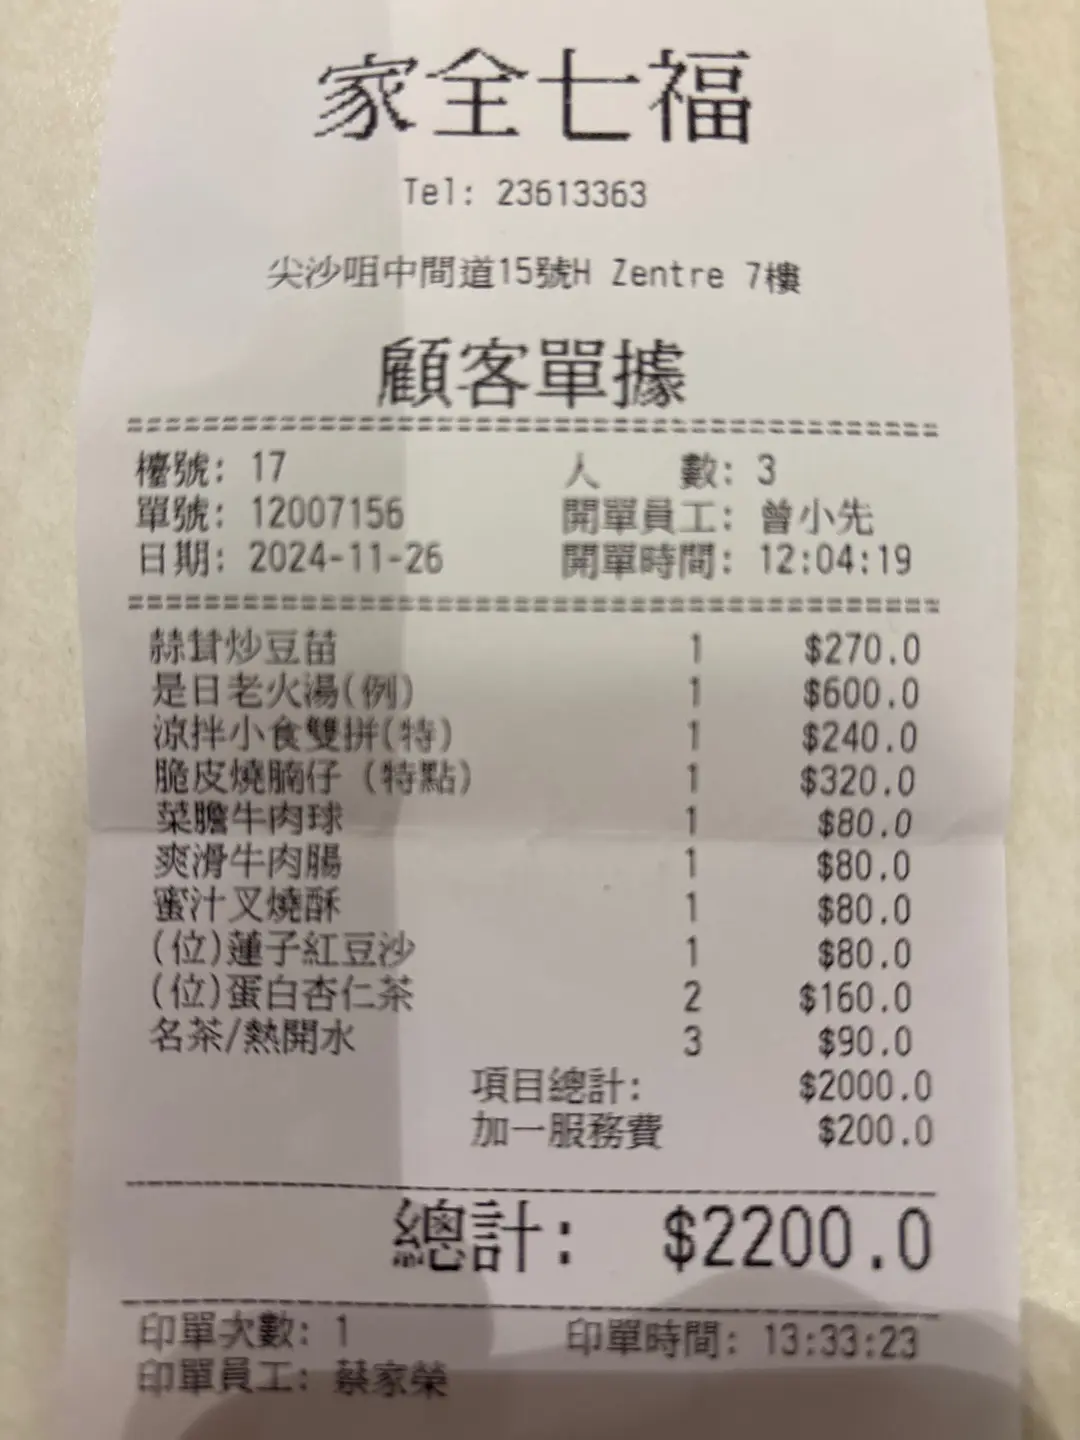 家全七福
Tel: 23613363
尖沙咀中間道15號H Zentre 7樓
顧客單據
檯號: 17 人 數: 3
單號: 12007156 開單員工: 曾小先
日期: 2024-11-26 開單時間: 12:04:19
蒜茸炒豆苗 1 $270.0
是日老火湯(例) 1 $600.0
涼拌小食雙拼(特) 1 $240.0
脆皮燒腩仔 (特點) 1 $320.0
菜膽牛肉球 1 $80.0
爽滑牛肉腸 1 $80.0
蜜汁叉燒酥 1 $80.0
(位)蓮子紅豆沙 1 $80.0
(位)蛋白杏仁茶 2 $160.0
名茶/熱開水 3 $90.0
項目總計: $2000.0
加一服務費 $200.0
總計: $2200.0
印單次數: 1 印單時間: 13:33:23
印單員工: 蔡家榮